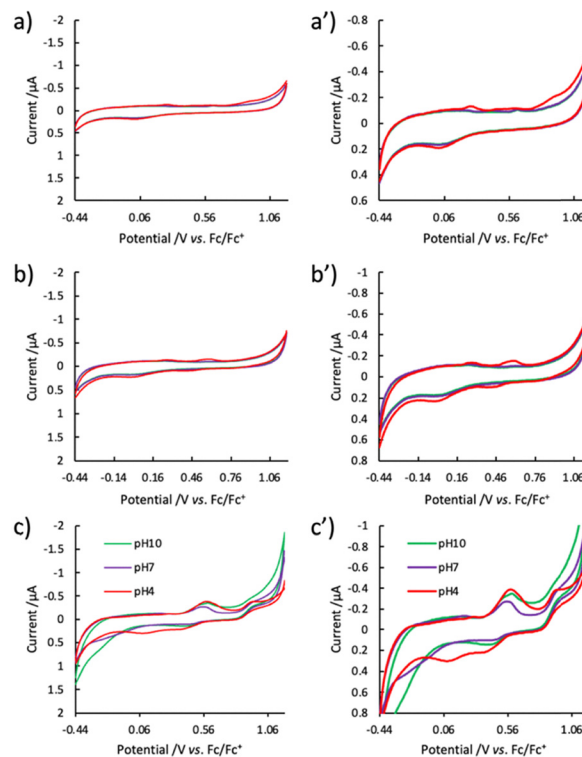 a)
-2
-1.5
-1
-0.5
0
0.5
1
1.5
2
Current /µA
-0.44 0.06 0.56 1.06
Potential /V vs. Fc/Fc⁺
a’)
-0.8
-0.6
-0.4
-0.2
0
0.2
0.4
0.6
Current /µA
-0.44 0.06 0.56 1.06
Potential /V vs. Fc/Fc⁺
b)
-2
-1.5
-1
-0.5
0
0.5
1
1.5
2
Current /µA
-0.44 -0.14 0.16 0.46 0.76 1.06
Potential /V vs. Fc/Fc⁺
b’)
-1
-0.8
-0.6
-0.4
-0.2
0
0.2
0.4
0.6
0.8
Current /µA
-0.44 -0.14 0.16 0.46 0.76 1.06
Potential /V vs. Fc/Fc⁺
c)
-2
-1.5
-1
-0.5
0
0.5
1
1.5
2
Current /µA
pH10
pH7
pH4
-0.44 0.06 0.56 1.06
Potential /V vs. Fc/Fc⁺
c’)
-1
-0.8
-0.6
-0.4
-0.2
0
0.2
0.4
0.6
0.8
Current /µA
pH10
pH7
pH4
-0.44 0.06 0.56 1.06
Potential /V vs. Fc/Fc⁺